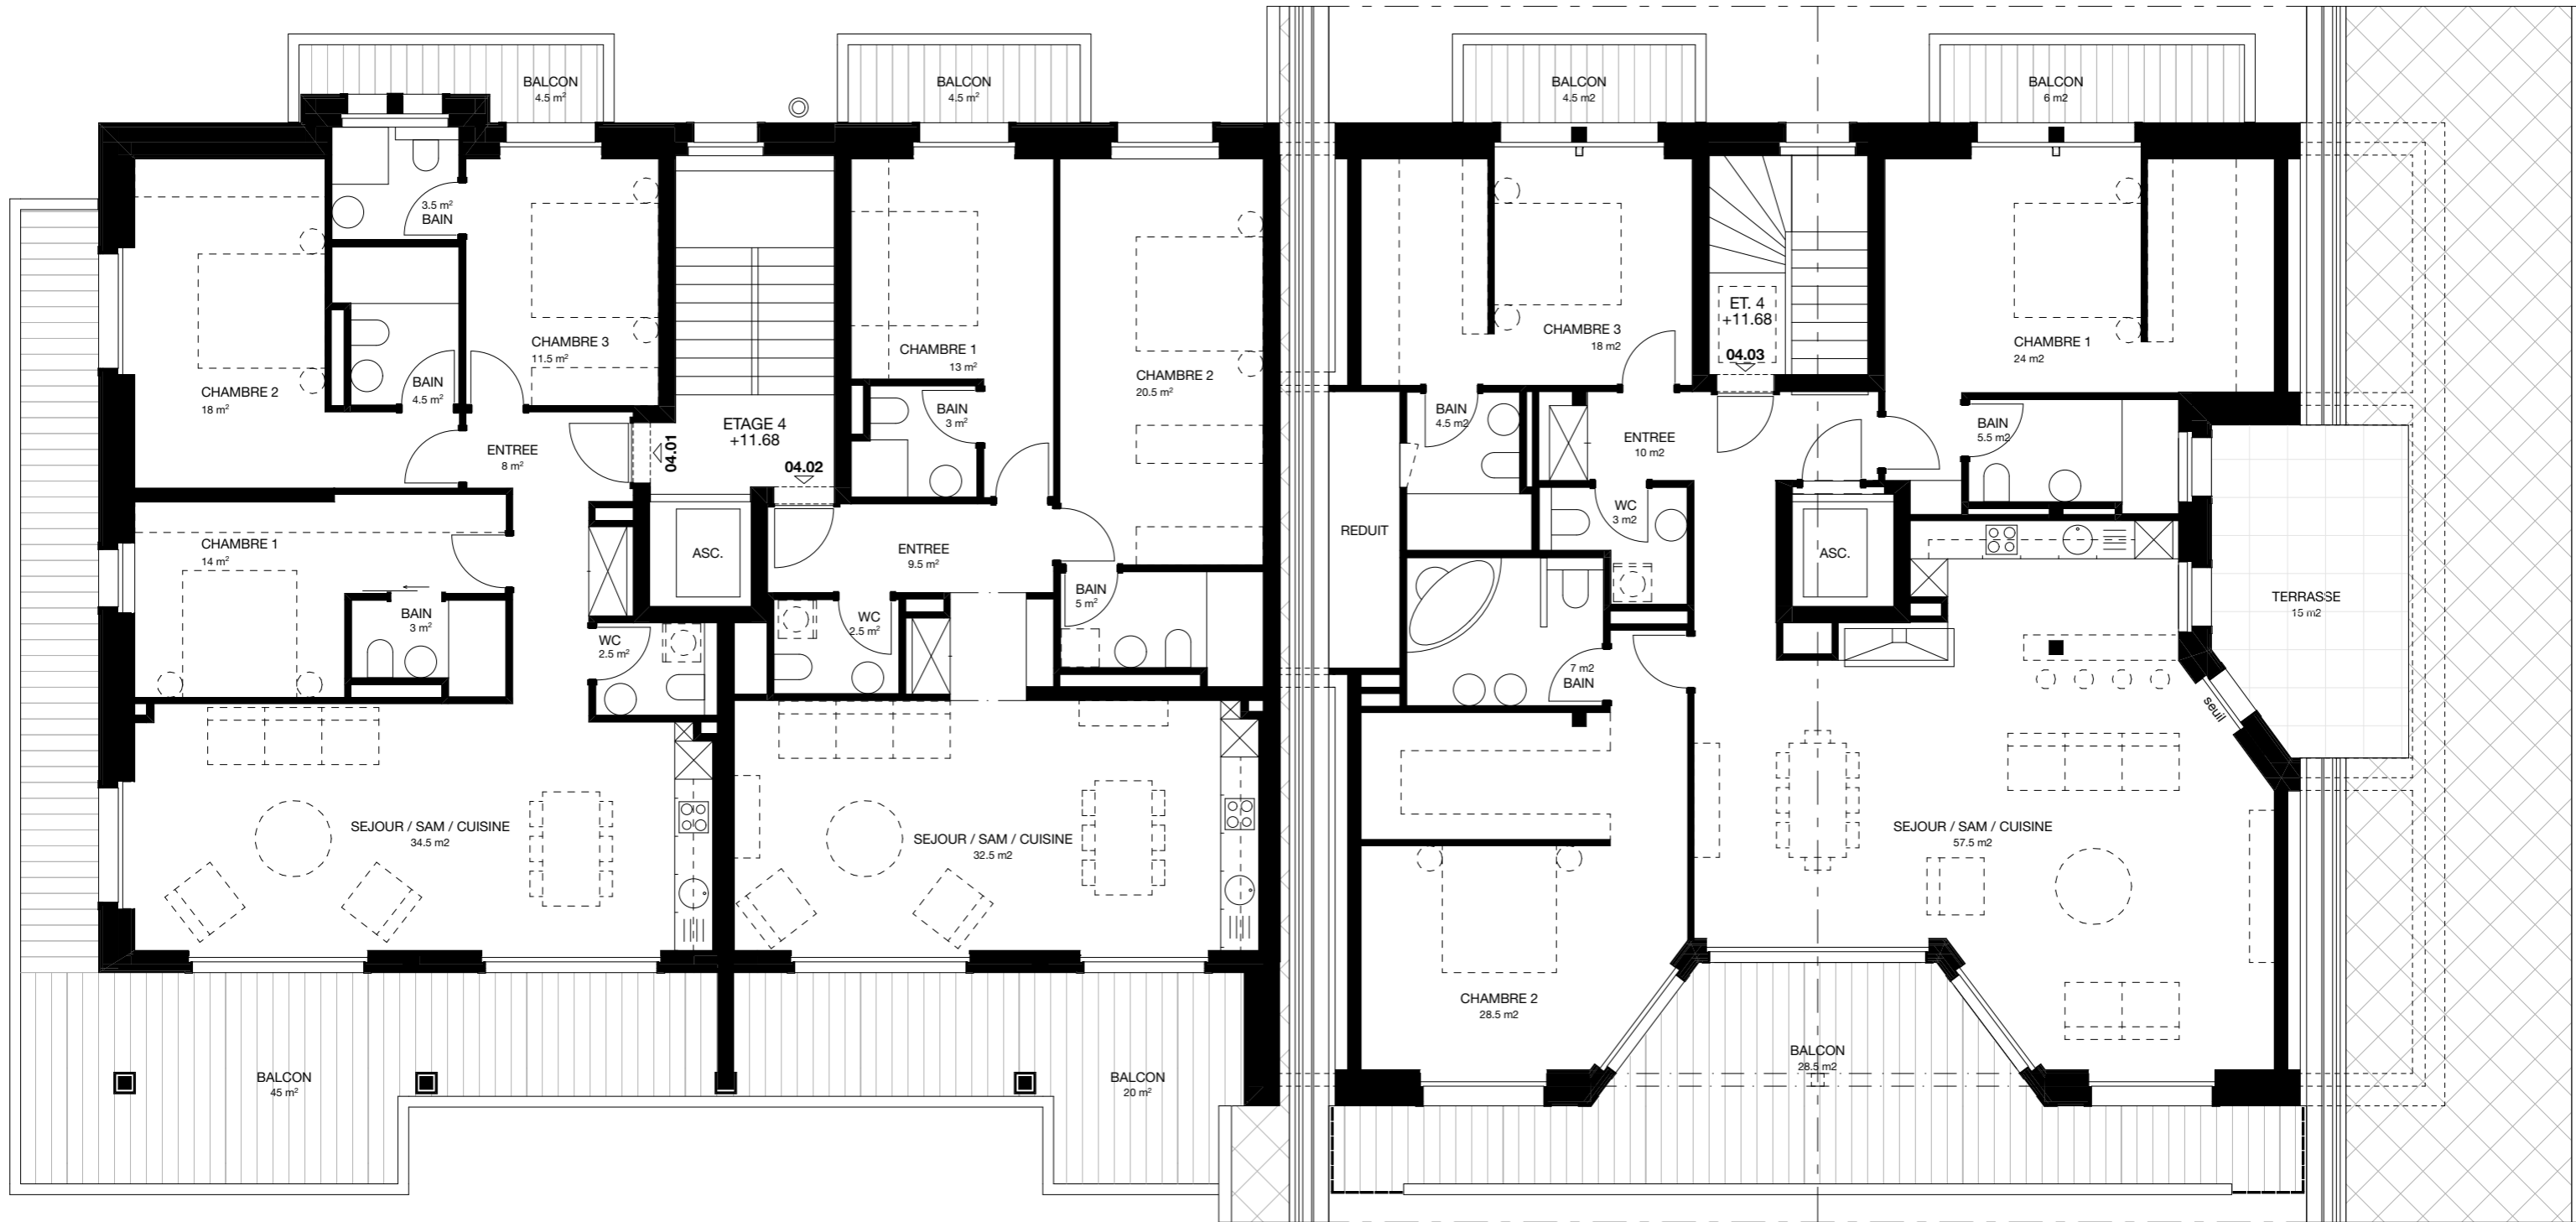 BALCON
4.5 m²
BALCON
4.5 m²
BALCON
4.5 m2
BALCON
6 m2
3.5 m²
BAIN
CHAMBRE 3
11.5 m²
CHAMBRE 2
18 m²
BAIN
4.5 m²
ENTREE
8 m²
04.01
ETAGE 4
+11.68
04.02
CHAMBRE 1
13 m²
BAIN
3 m²
CHAMBRE 2
20.5 m²
CHAMBRE 1
14 m²
BAIN
3 m²
WC
2.5 m²
ASC.
ENTREE
9.5 m²
WC
2.5 m²
BAIN
5 m²
SEJOUR / SAM / CUISINE
34.5 m2
SEJOUR / SAM / CUISINE
32.5 m2
BALCON
45 m²
BALCON
20 m²
CHAMBRE 3
18 m2
ET. 4
+11.68
04.03
CHAMBRE 1
24 m2
BAIN
4.5 m2
ENTREE
10 m2
BAIN
5.5 m2
REDUIT
WC
3 m2
ASC.
TERRASSE
15 m2
7 m2
BAIN
seuil
SEJOUR / SAM / CUISINE
57.5 m2
CHAMBRE 2
28.5 m2
BALCON
28.5 m2